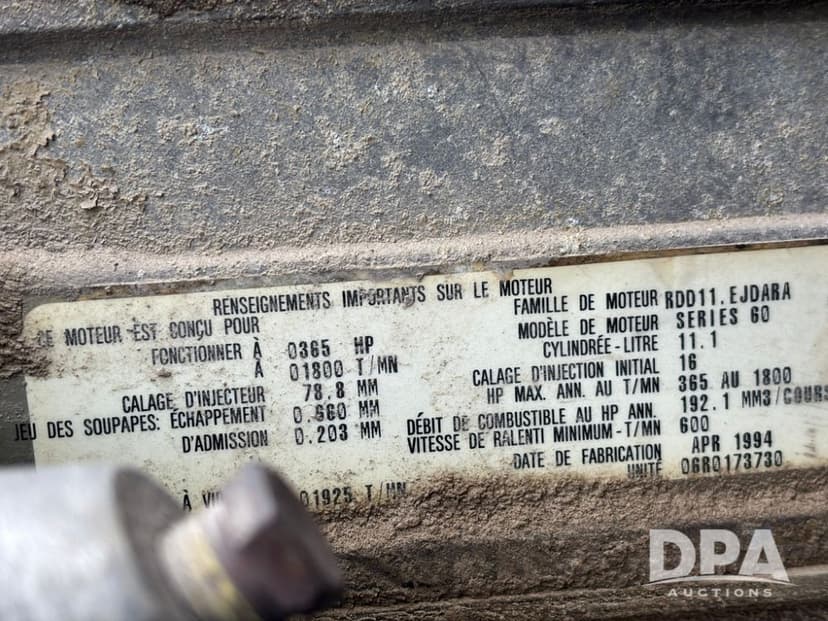 RENSEIGNEMENTS IMPORTANTS SUR LE MOTEUR
CE MOTEUR EST CONÇU POUR
FONCTIONNER À 0365 HP
À 01800 T/MN
CALAGE D'INJECTEUR 78.8 MM
JEU DES SOUPAPES: ÉCHAPPEMENT 0.660 MM
D'ADMISSION 0.203 MM
À 01925 T/MN
FAMILLE DE MOTEUR RDD11.EJDARA
MODÈLE DE MOTEUR SERIES 60
CYLINDRÉE-LITRE 11.1
CALAGE D'INJECTION INITIAL 16
HP MAX. ANN. AU T/MN 365 AU 1800
DÉBIT DE COMBUSTIBLE AU HP ANN. 192.1 MM3/COURS
VITESSE DE RALENTI MINIMUM-T/MN 600
DATE DE FABRICATION APR 1994
UNITÉ 06R0173730
DPA
AUCTIONS